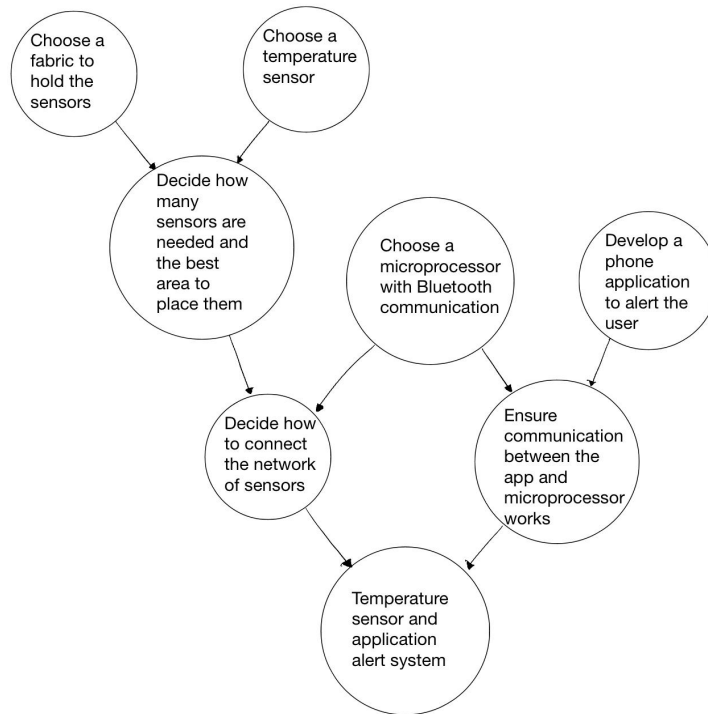 Choose a
fabric to
hold the
sensors
Choose a
temperature
sensor
Decide how
many
sensors are
needed and
the best
area to
place them
Choose a
microprocessor
with Bluetooth
communication
Develop a
phone
application
to alert the
user
Decide how
to connect
the network
of sensors
Ensure
communication
between the
app and
microprocessor
works
Temperature
sensor and
application
alert system